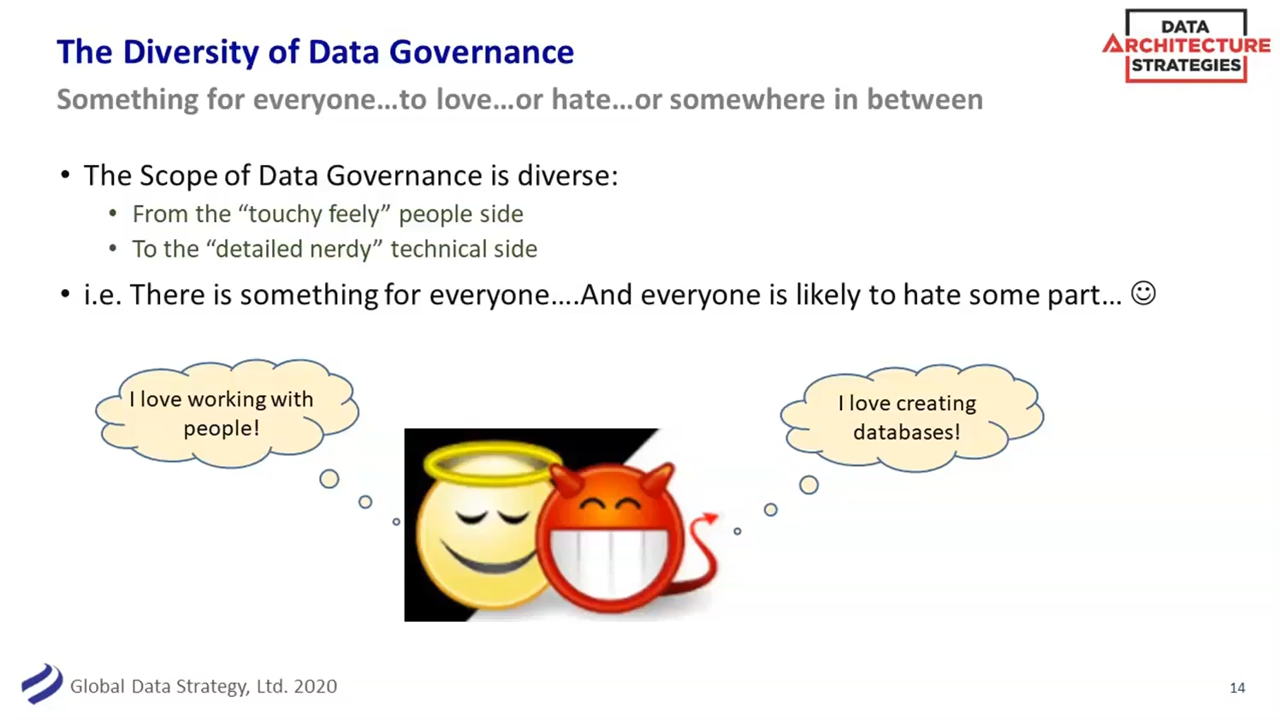 The Diversity of Data Governance
DATA
ARCHITECTURE
STRATEGIES
Something for everyone…to love…or hate…or somewhere in between
• The Scope of Data Governance is diverse:
• From the “touchy feely” people side
• To the “detailed nerdy” technical side
• i.e. There is something for everyone….And everyone is likely to hate some part… ☺
I love working with
people!
I love creating
databases!
Global Data Strategy, Ltd. 2020
14